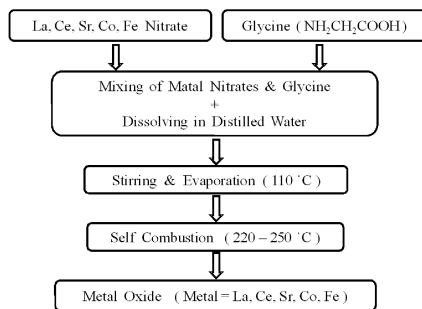 La, Ce, Sr, Co, Fe Nitrate
Glycine ( NH₂CH₂COOH )
Mixing of Matal Nitrates & Glycine
+
Dissolving in Distilled Water
Stirring & Evaporation ( 110 ˚C )
Self Combustion ( 220 – 250 ˚C )
Metal Oxide ( Metal = La, Ce, Sr, Co, Fe )